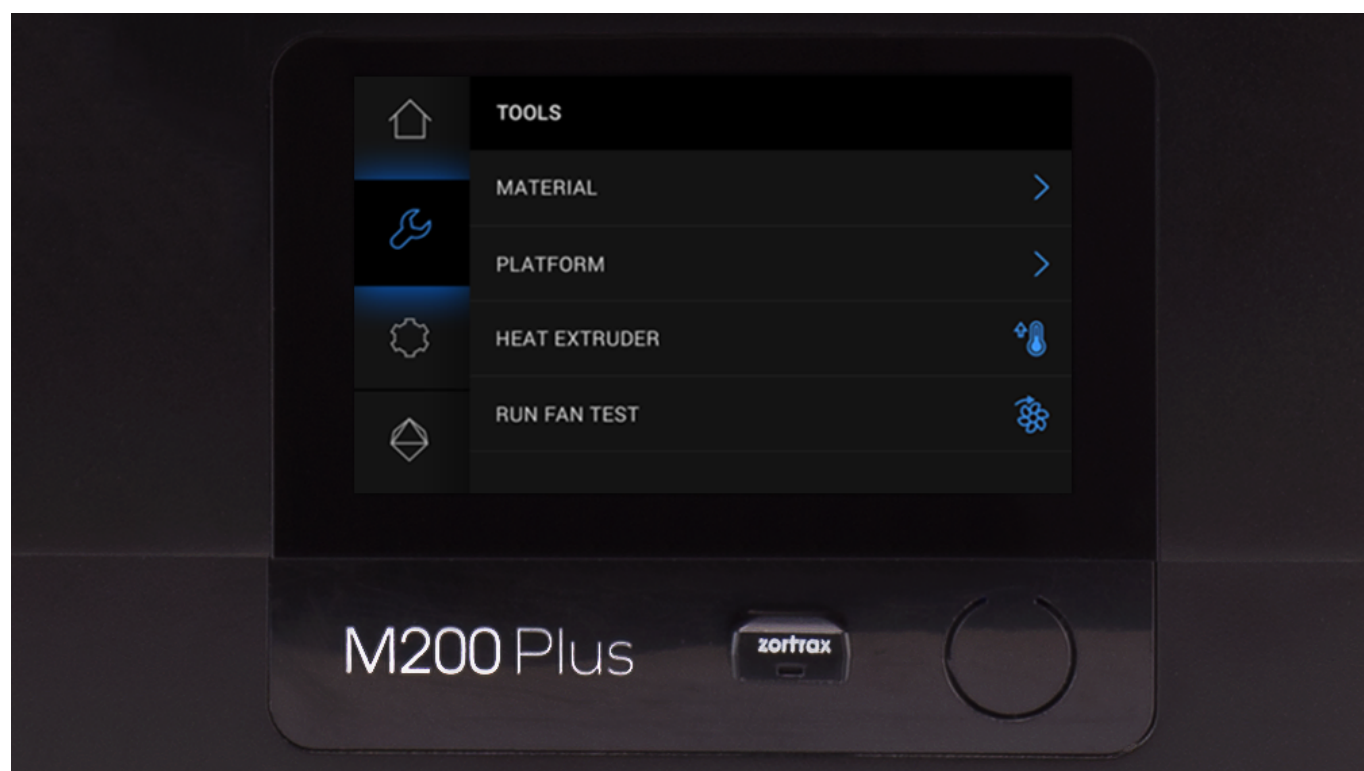 TOOLS
MATERIAL
PLATFORM
HEAT EXTRUDER
RUN FAN TEST
M200 Plus
zortrax